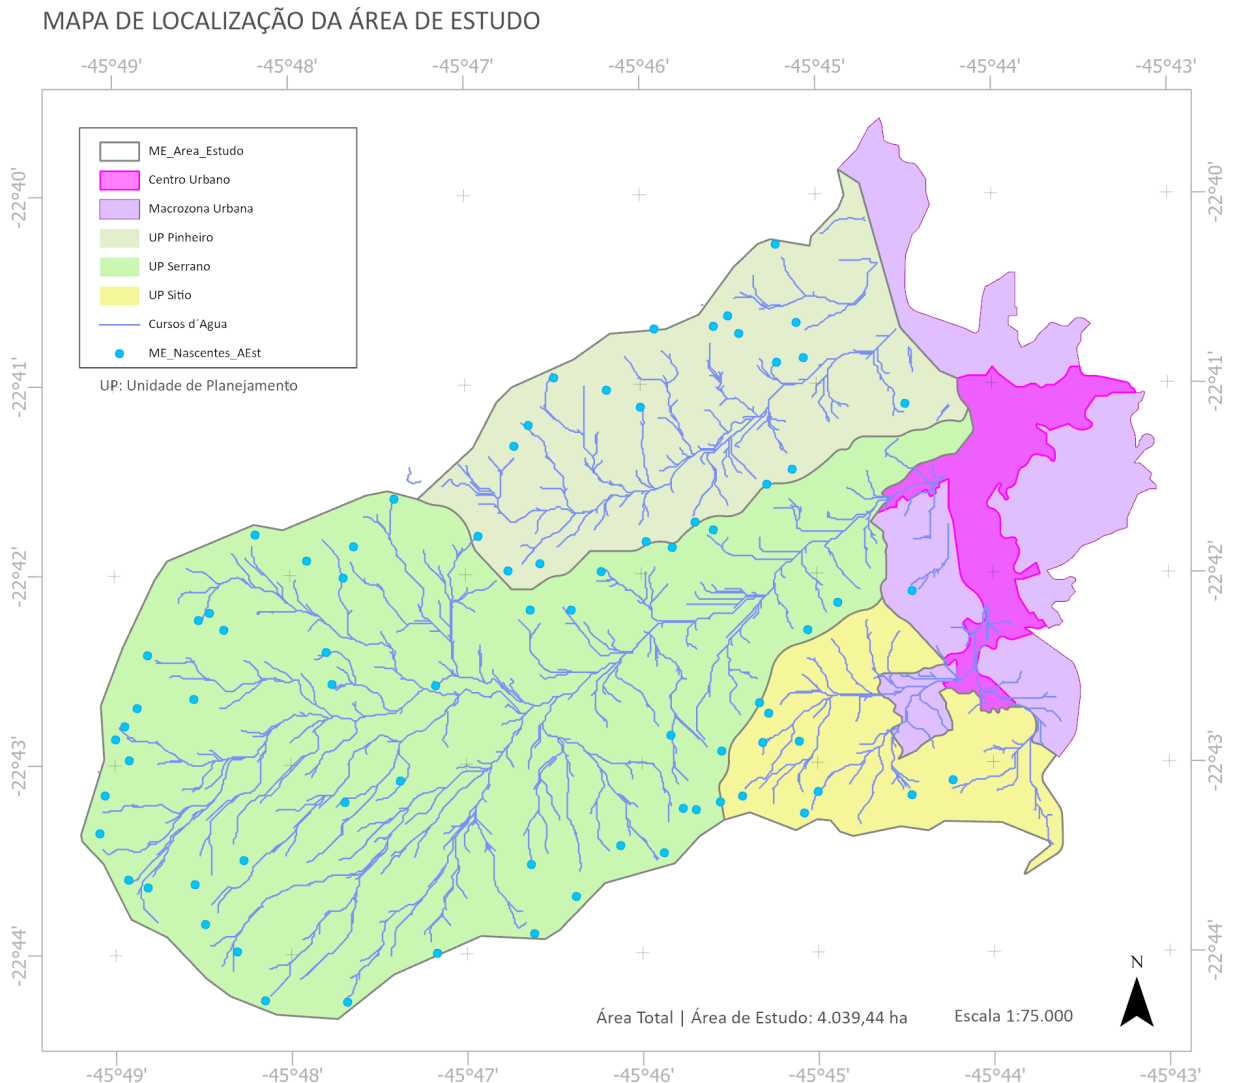 MAPA DE LOCALIZAÇÃO DA ÁREA DE ESTUDO
-45°49' -45°48' -45°47' -45°46' -45°45' -45°44' -45°43'
ME_Area_Estudo
Centro Urbano
Macrozona Urbana
UP Pinheiro
UP Serrano
UP Sitio
Cursos d´Agua
ME_Nascentes_AEst
UP: Unidade de Planejamento
-22°40' -22°40'
-22°41' -22°41'
-22°42' -22°42'
-22°43' -22°43'
-22°44' -22°44'
N
Área Total | Área de Estudo: 4.039,44 ha Escala 1:75.000
-45°49' -45°48' -45°47' -45°46' -45°45' -45°44' -45°43'